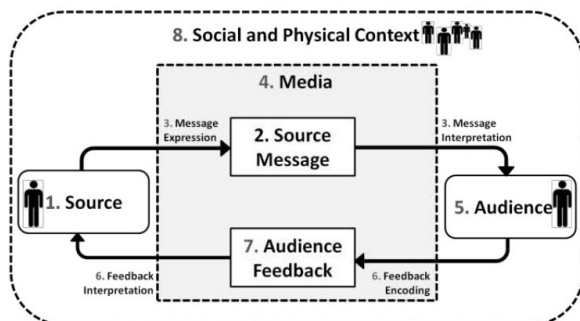 8. Social and Physical Context
4. Media
3. Message
Expression
2. Source
Message
3. Message
Interpretation
1. Source
5. Audience
7. Audience
Feedback
6. Feedback
Interpretation
6. Feedback
Encoding